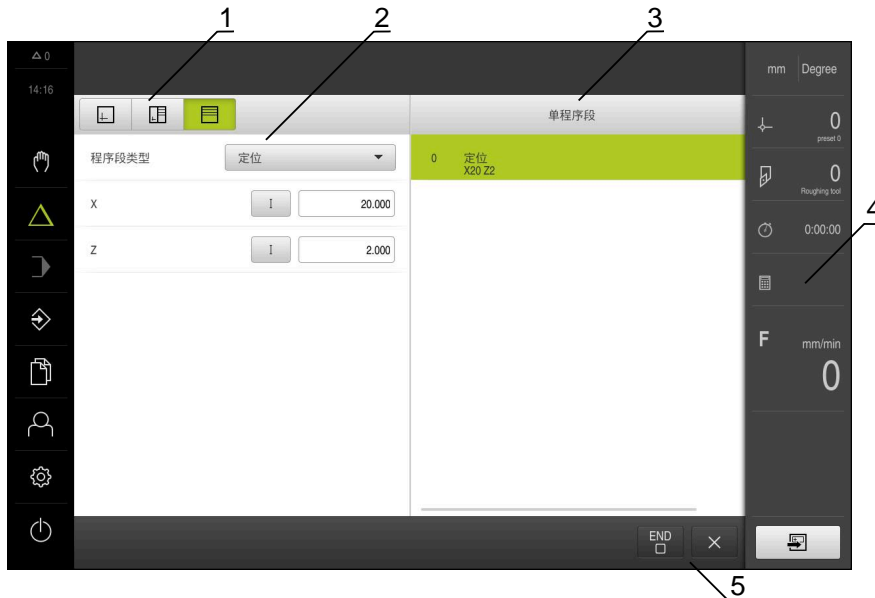 1
2
3
0
14:16
mm
Degree
单程序段
0
preset 0
程序段类型
定位
0
定位
X20 Z2
0
Roughing tool
X
I
20.000
4
0:00:00
Z
I
2.000
F
mm/min
0
END
5